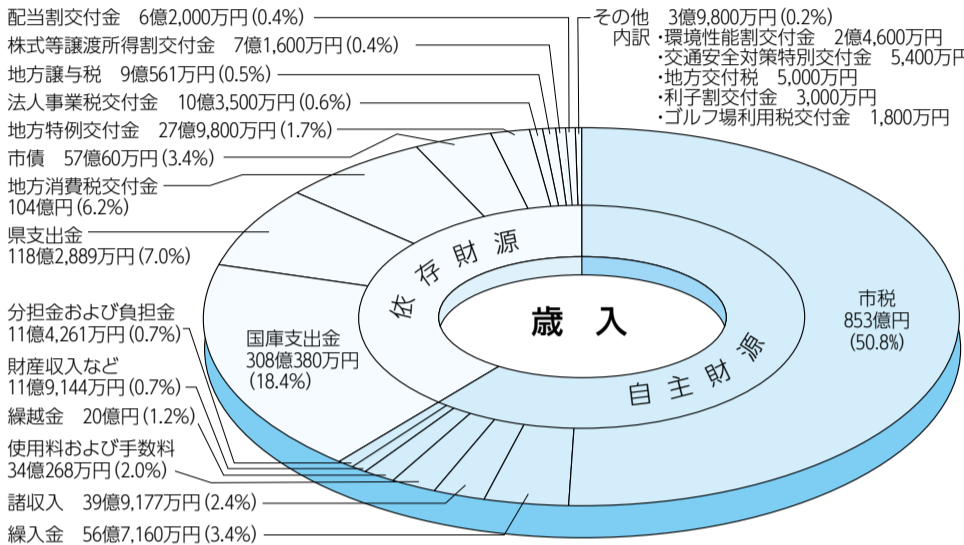 配当割交付金 6億2,000万円(0.4%)
株式等譲渡所得割交付金 7億1,600万円(0.4%)
地方譲与税 9億561万円(0.5%)
法人事業税交付金 10億3,500万円(0.6%)
地方特例交付金 27億9,800万円(1.7%)
市債 57億60万円(3.4%)
地方消費税交付金
104億円(6.2%)
県支出金
118億2,889万円(7.0%)
分担金および負担金
11億4,261万円(0.7%)
財産収入など
11億9,144万円(0.7%)
繰越金 20億円(1.2%)
使用料および手数料
34億268万円(2.0%)
諸収入 39億9,177万円(2.4%)
繰入金 56億7,160万円(3.4%)
その他 3億9,800万円(0.2%)
内訳・環境性能割交付金 2億4,600万円
・交通安全対策特別交付金 5,400万円
・地方交付税 5,000万円
・利子割交付金 3,000万円
・ゴルフ場利用税交付金 1,800万円
依存財源
国庫支出金
308億380万円
(18.4%)
歳入
自主財源
市税
853億円
(50.8%)